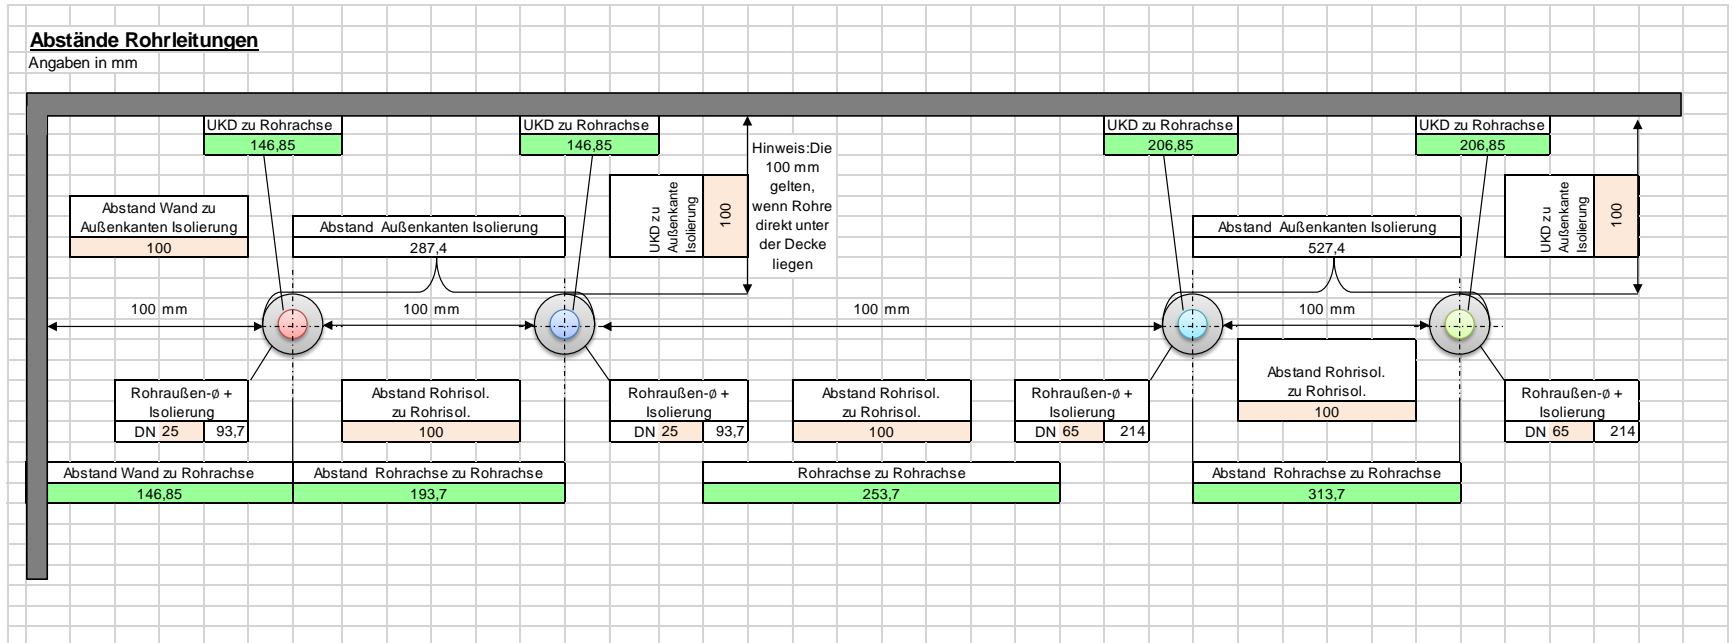 Abstände Rohrleitungen
Angaben in mm
UKD zu Rohrachse
146,85
UKD zu Rohrachse
146,85
UKD zu Rohrachse
206,85
UKD zu Rohrachse
206,85
Hinweis:Die
100 mm
gelten,
wenn Rohre
direkt unter
der Decke
liegen
Abstand Wand zu
Außenkanten Isolierung
100
Abstand Außenkanten Isolierung
287,4
UKD zu
Außenkante
Isolierung
100
Abstand Außenkanten Isolierung
527,4
UKD zu
Außenkante
Isolierung
100
100 mm
100 mm
100 mm
100 mm
Rohraußen-ø +
Isolierung
DN 25 93,7
Abstand Rohrisol.
zu Rohrisol.
100
Rohraußen-ø +
Isolierung
DN 25 93,7
Abstand Rohrisol.
zu Rohrisol.
100
Rohraußen-ø +
Isolierung
DN 65 214
Abstand Rohrisol.
zu Rohrisol.
100
Rohraußen-ø +
Isolierung
DN 65 214
Abstand Wand zu Rohrachse
146,85
Abstand Rohrachse zu Rohrachse
193,7
Rohrachse zu Rohrachse
253,7
Abstand Rohrachse zu Rohrachse
313,7